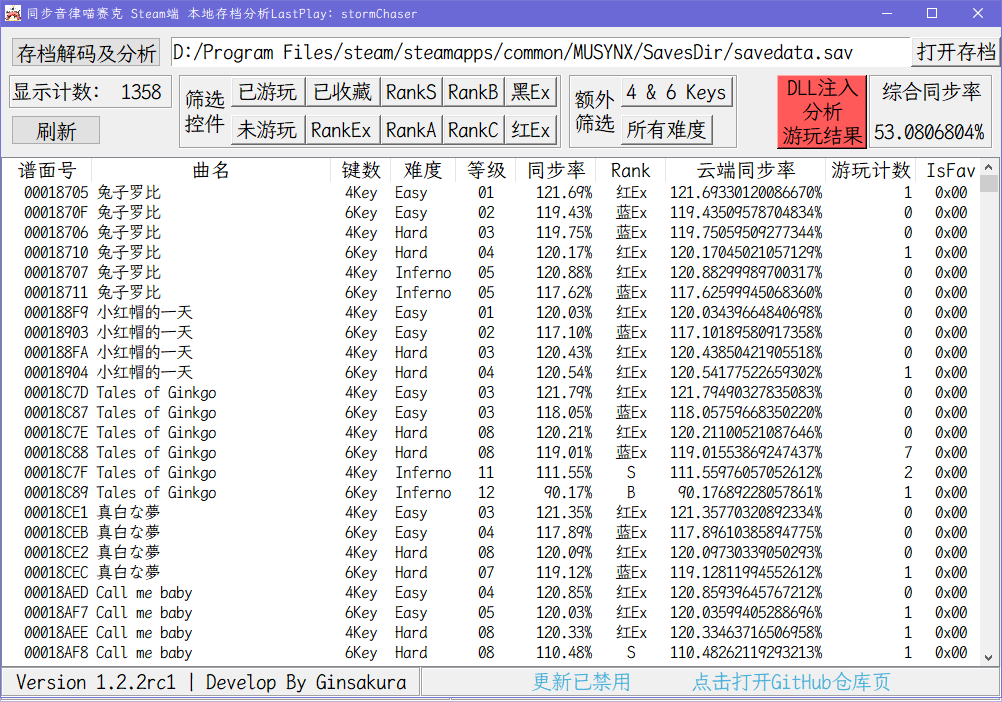 同步音律喵赛克 Steam端 本地存档分析LastPlay: stormChaser
存档解码及分析 D:/Program Files/steam/steamapps/common/MUSYNX/SavesDir/savedata.sav 打开存档
显示计数: 1358
刷新
筛选控件 已游玩 已收藏 RankS RankB 黑Ex
未游玩 RankEx RankA RankC 红Ex
额外筛选 4 & 6 Keys
所有难度
DLL注入
分析
游玩结果
综合同步率
53.0806804%
谱面号 曲名 键数 难度 等级 同步率 Rank 云端同步率 游玩计数 IsFav
00018705 兔子罗比 4Key Easy 01 121.69% 红Ex 121.69330120086670% 1 0x00
0001870F 兔子罗比 6Key Easy 02 119.43% 蓝Ex 119.43509578704834% 0 0x00
00018706 兔子罗比 4Key Hard 03 119.75% 蓝Ex 119.75059509277344% 0 0x00
00018710 兔子罗比 6Key Hard 04 120.17% 红Ex 120.17045021057129% 1 0x00
00018707 兔子罗比 4Key Inferno 05 120.88% 红Ex 120.88299989700317% 0 0x00
00018711 兔子罗比 6Key Inferno 05 117.62% 蓝Ex 117.62599945068360% 0 0x00
000188F9 小红帽的一天 4Key Easy 01 120.03% 红Ex 120.03439664840698% 0 0x00
00018903 小红帽的一天 6Key Easy 02 117.10% 蓝Ex 117.10189580917358% 0 0x00
000188FA 小红帽的一天 4Key Hard 03 120.43% 红Ex 120.43850421905518% 0 0x00
00018904 小红帽的一天 6Key Hard 04 120.54% 红Ex 120.54177522659302% 1 0x00
00018C7D Tales of Ginkgo 4Key Easy 03 121.79% 红Ex 121.79490327835083% 0 0x00
00018C87 Tales of Ginkgo 6Key Easy 03 118.05% 蓝Ex 118.05759668350220% 0 0x00
00018C7E Tales of Ginkgo 4Key Hard 08 120.21% 红Ex 120.21100521087646% 0 0x00
00018C88 Tales of Ginkgo 6Key Hard 08 119.01% 蓝Ex 119.01553869247437% 7 0x00
00018C7F Tales of Ginkgo 4Key Inferno 11 111.55% S 111.55976057052612% 2 0x00
00018C89 Tales of Ginkgo 6Key Inferno 12 90.17% B 90.17689228057861% 1 0x00
00018CE1 真白な夢 4Key Easy 03 121.35% 红Ex 121.35770320892334% 0 0x00
00018CEB 真白な夢 6Key Easy 04 117.89% 蓝Ex 117.89610385894775% 0 0x00
00018CE2 真白な夢 4Key Hard 08 120.09% 红Ex 120.09730339050293% 0 0x00
00018CEC 真白な夢 6Key Hard 07 119.12% 蓝Ex 119.12811994552612% 1 0x00
00018AED Call me baby 4Key Easy 04 120.85% 红Ex 120.85939645767212% 0 0x00
00018AF7 Call me baby 6Key Easy 05 120.03% 红Ex 120.03599405288696% 1 0x00
00018AEE Call me baby 4Key Hard 08 120.33% 红Ex 120.33463716506958% 1 0x00
00018AF8 Call me baby 6Key Hard 08 110.48% S 110.48262119293213% 1 0x00
Version 1.2.2rc1 | Develop By Ginsakura 更新已禁用 点击打开GitHub仓库页